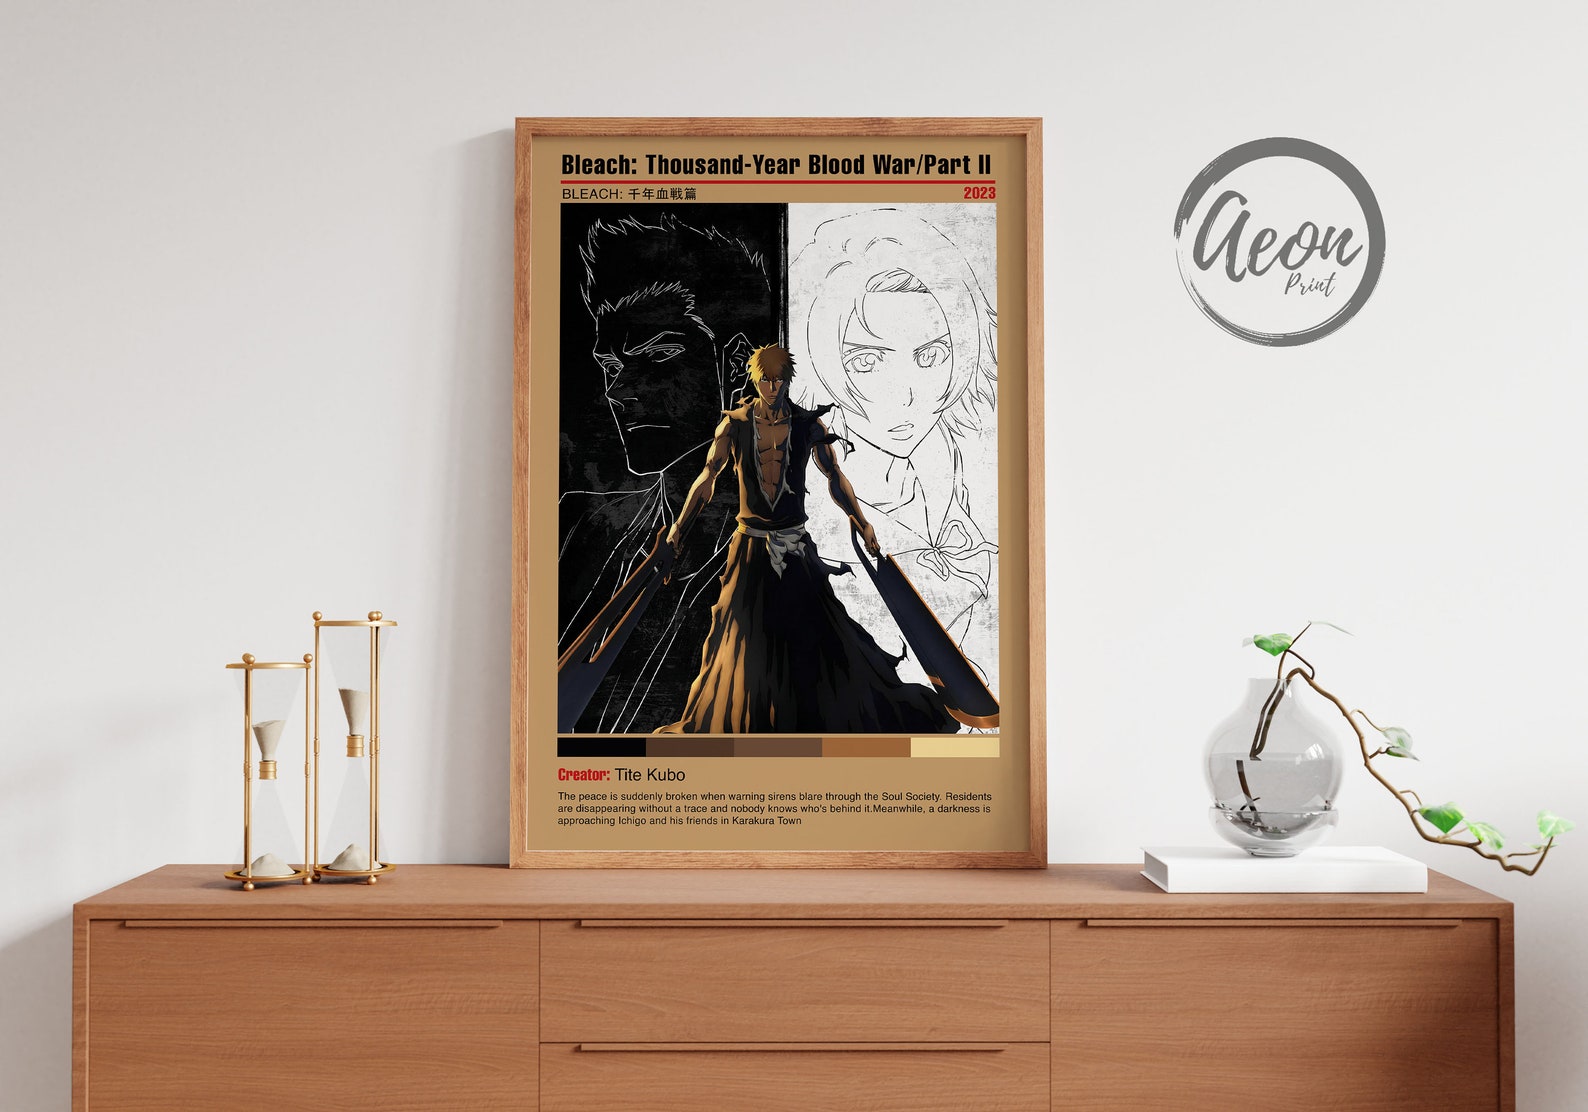 Bleach: Thousand-Year Blood War/Part II
BLEACH: 千年血戦篇 2023
Creator: Tite Kubo
The peace is suddenly broken when warning sirens blare through the Soul Society. Residents
are disappearing without a trace and nobody knows who's behind it.Meanwhile, a darkness is
approaching Ichigo and his friends in Karakura Town
aeon
Print